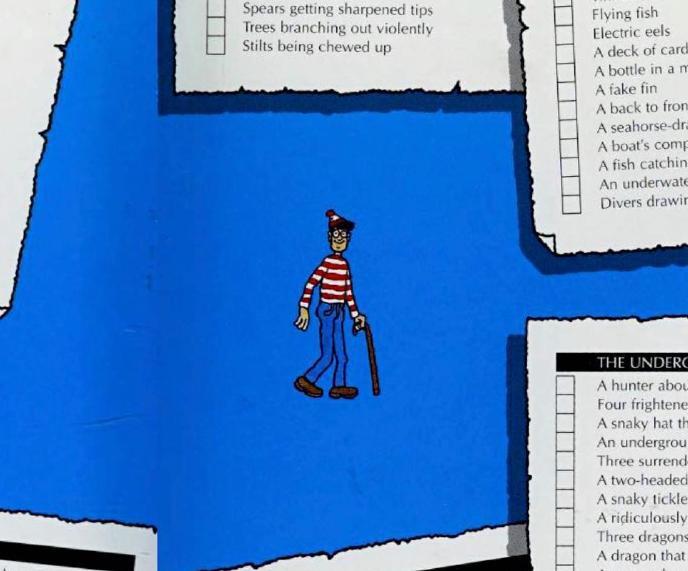 Spears getting sharpened tips
Trees branching out violently
Stilts being chewed up
Flying fish
Electric eels
A deck of card
A bottle in a m
A fake fin
A back to fron
A seahorse-dra
A boat's comp
A fish catchin
An underwate
Divers drawin
THE UNDERG
A hunter abou
Four frightene
A snaky hat th
An undergrou
Three surrend
A two-headed
A snaky tickle
A ridiculously
Three dragons
A dragon that